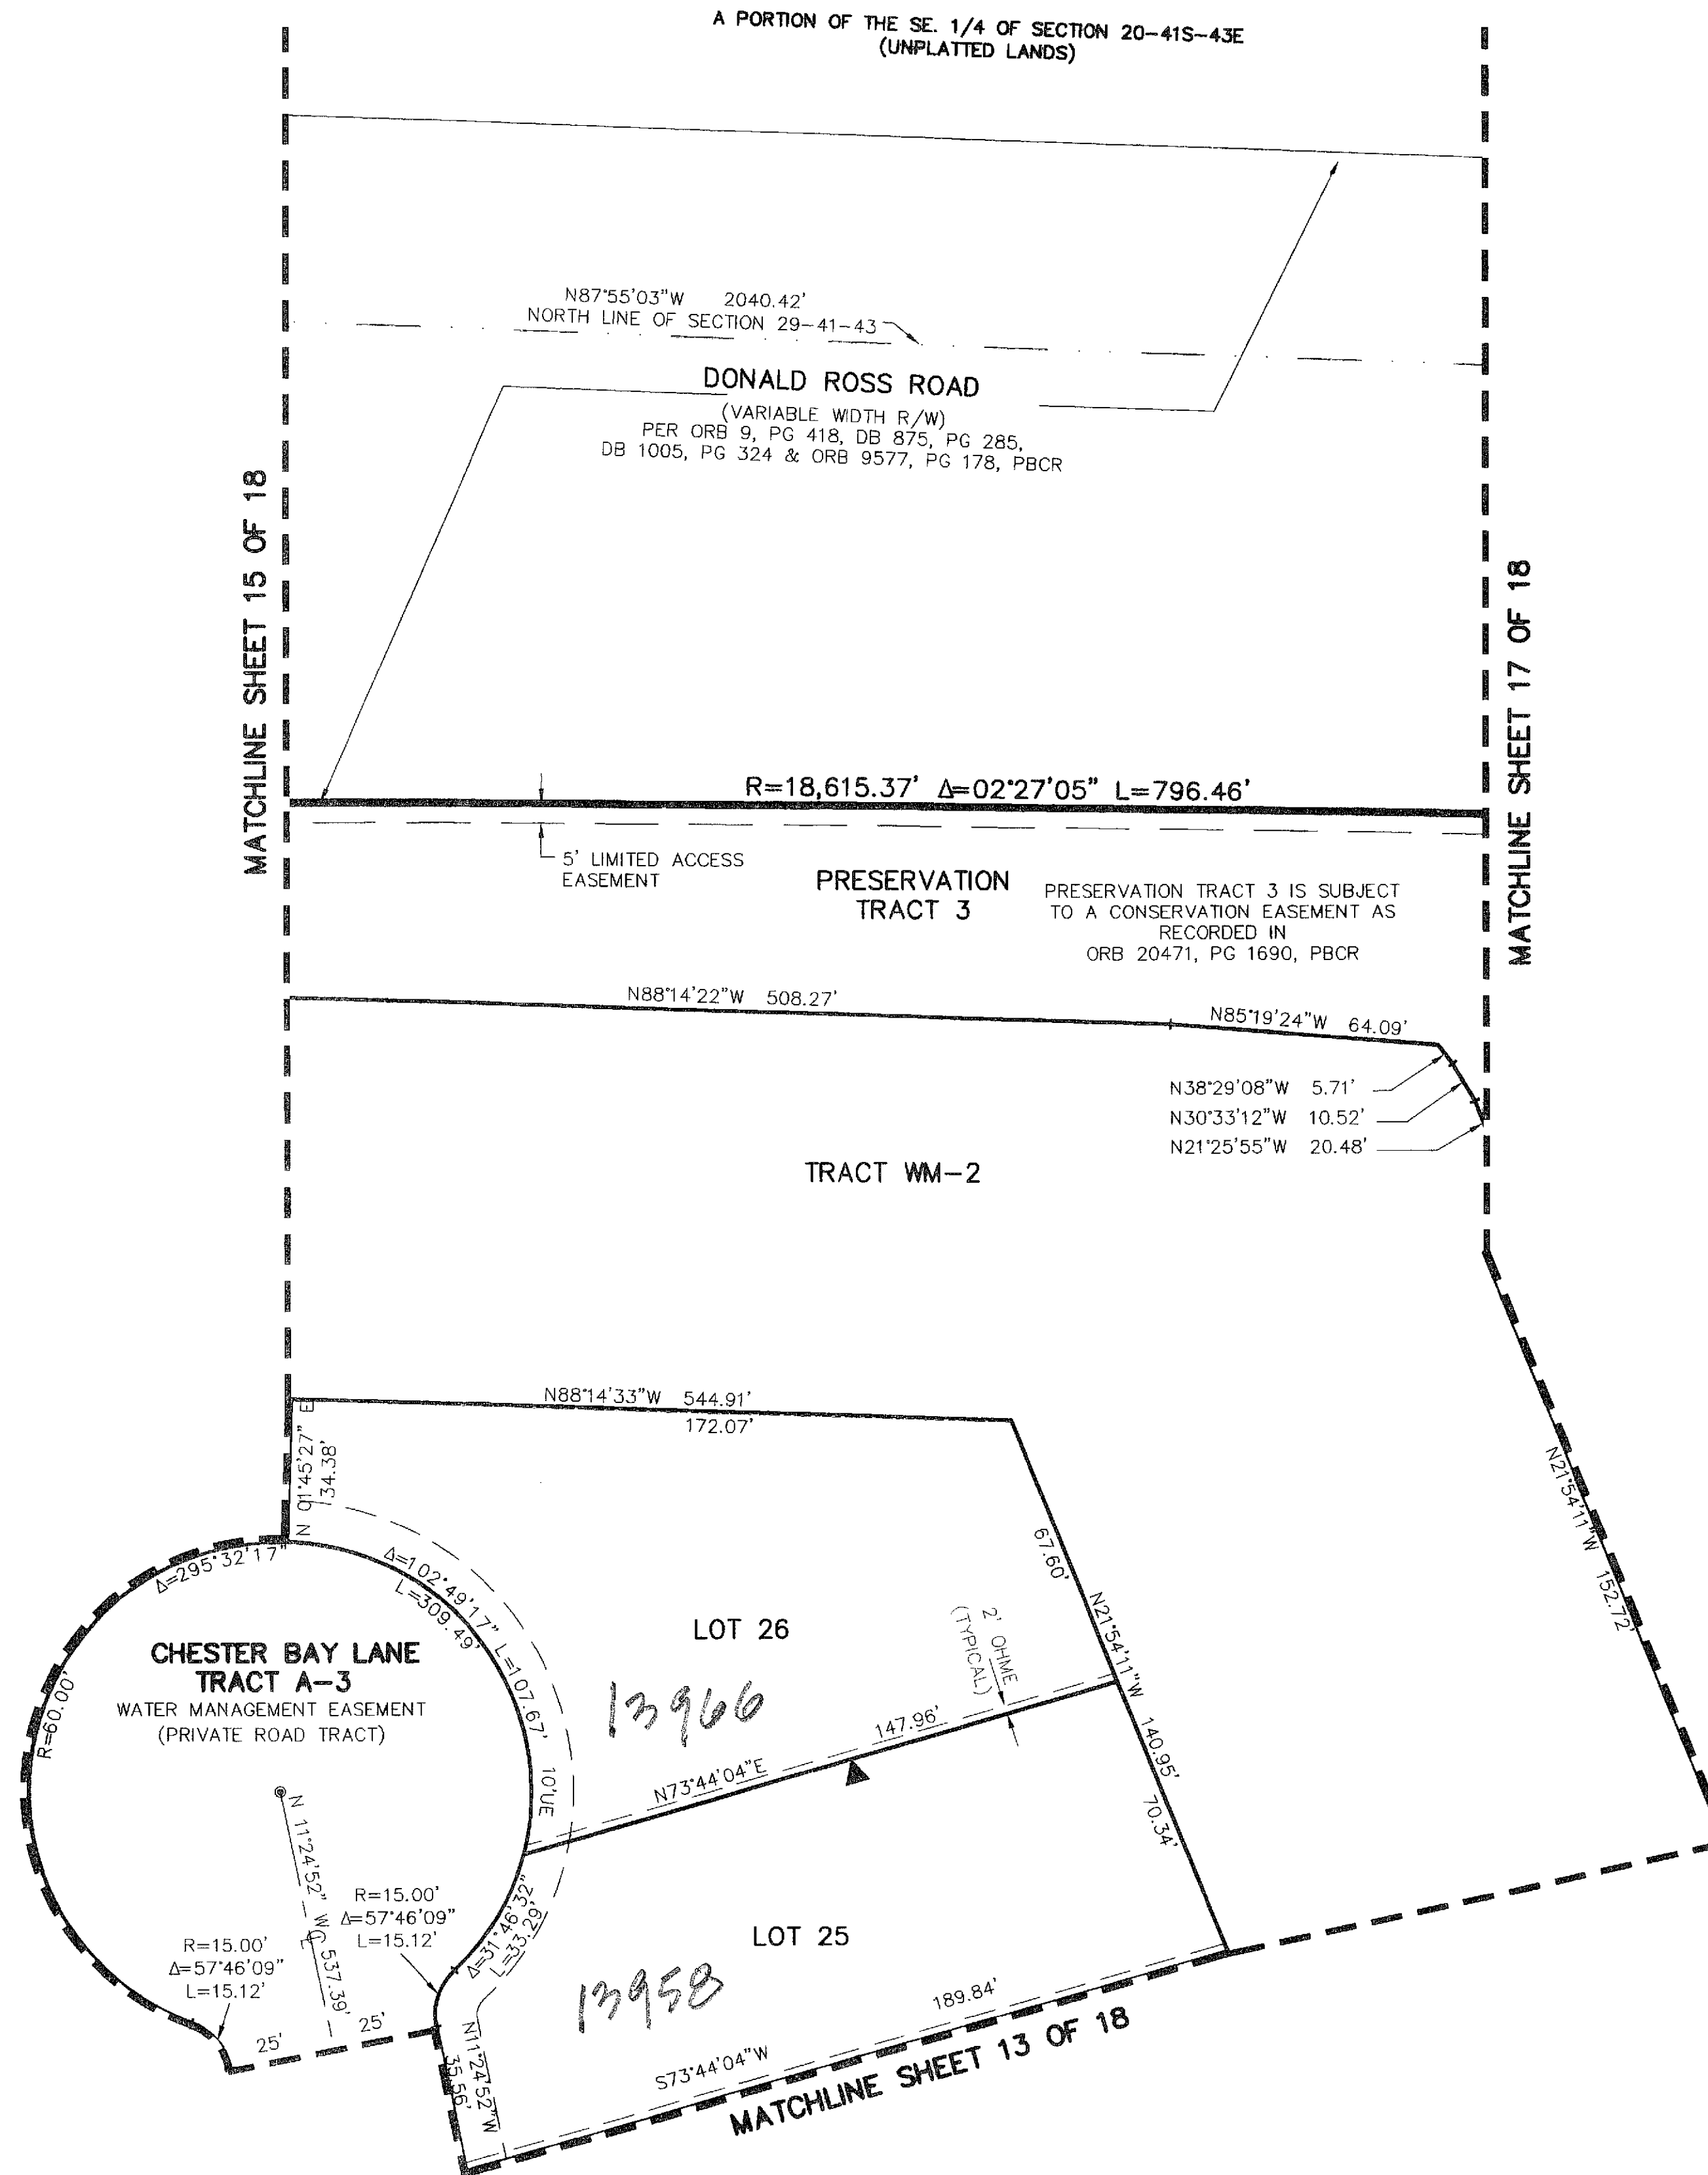 A PORTION OF THE SE. 1/4 OF SECTION 20-41S-43E
(UNPLATTED LANDS)
N87°55'03"W 2040.42'
NORTH LINE OF SECTION 29-41-43
DONALD ROSS ROAD
(VARIABLE WIDTH R/W)
PER ORB 9, PG 418, DB 875, PG 285,
DB 1005, PG 324 & ORB 9577, PG 178, PBCR
MATCHLINE SHEET 15 OF 18
MATCHLINE SHEET 17 OF 18
R=18,615.37' Δ=02°27'05" L=796.46'
5' LIMITED ACCESS
EASEMENT
PRESERVATION
TRACT 3
PRESERVATION TRACT 3 IS SUBJECT
TO A CONSERVATION EASEMENT AS
RECORDED IN
ORB 20471, PG 1690, PBCR
N88°14'22"W 508.27'
N85°19'24"W 64.09'
N38°29'08"W 5.71'
N30°33'12"W 10.52'
N21°25'55"W 20.48'
TRACT WM-2
N88°14'33"W 544.91'
172.07'
N 01°45'27" E
34.38'
N21°54'11"W 152.72'
Δ=295°32'17"
Δ=102°49'17" L=107.67' 10'UE
L=309.49'
67.60'
N21°54'11"W 140.95'
70.34'
LOT 26
2' OHME
(TYPICAL)
CHESTER BAY LANE
TRACT A-3
WATER MANAGEMENT EASEMENT
(PRIVATE ROAD TRACT)
R=60.00'
13966
147.96'
N73°44'04"E
N 11°24'52" W 537.39'
R=15.00'
Δ=57°46'09"
L=15.12'
R=15.00'
Δ=57°46'09"
L=15.12'
Δ=31°46'32"
L=33.29'
LOT 25
13958
25'
25'
N11°24'52"W
35.56'
189.84'
S73°44'04"W
MATCHLINE SHEET 13 OF 18